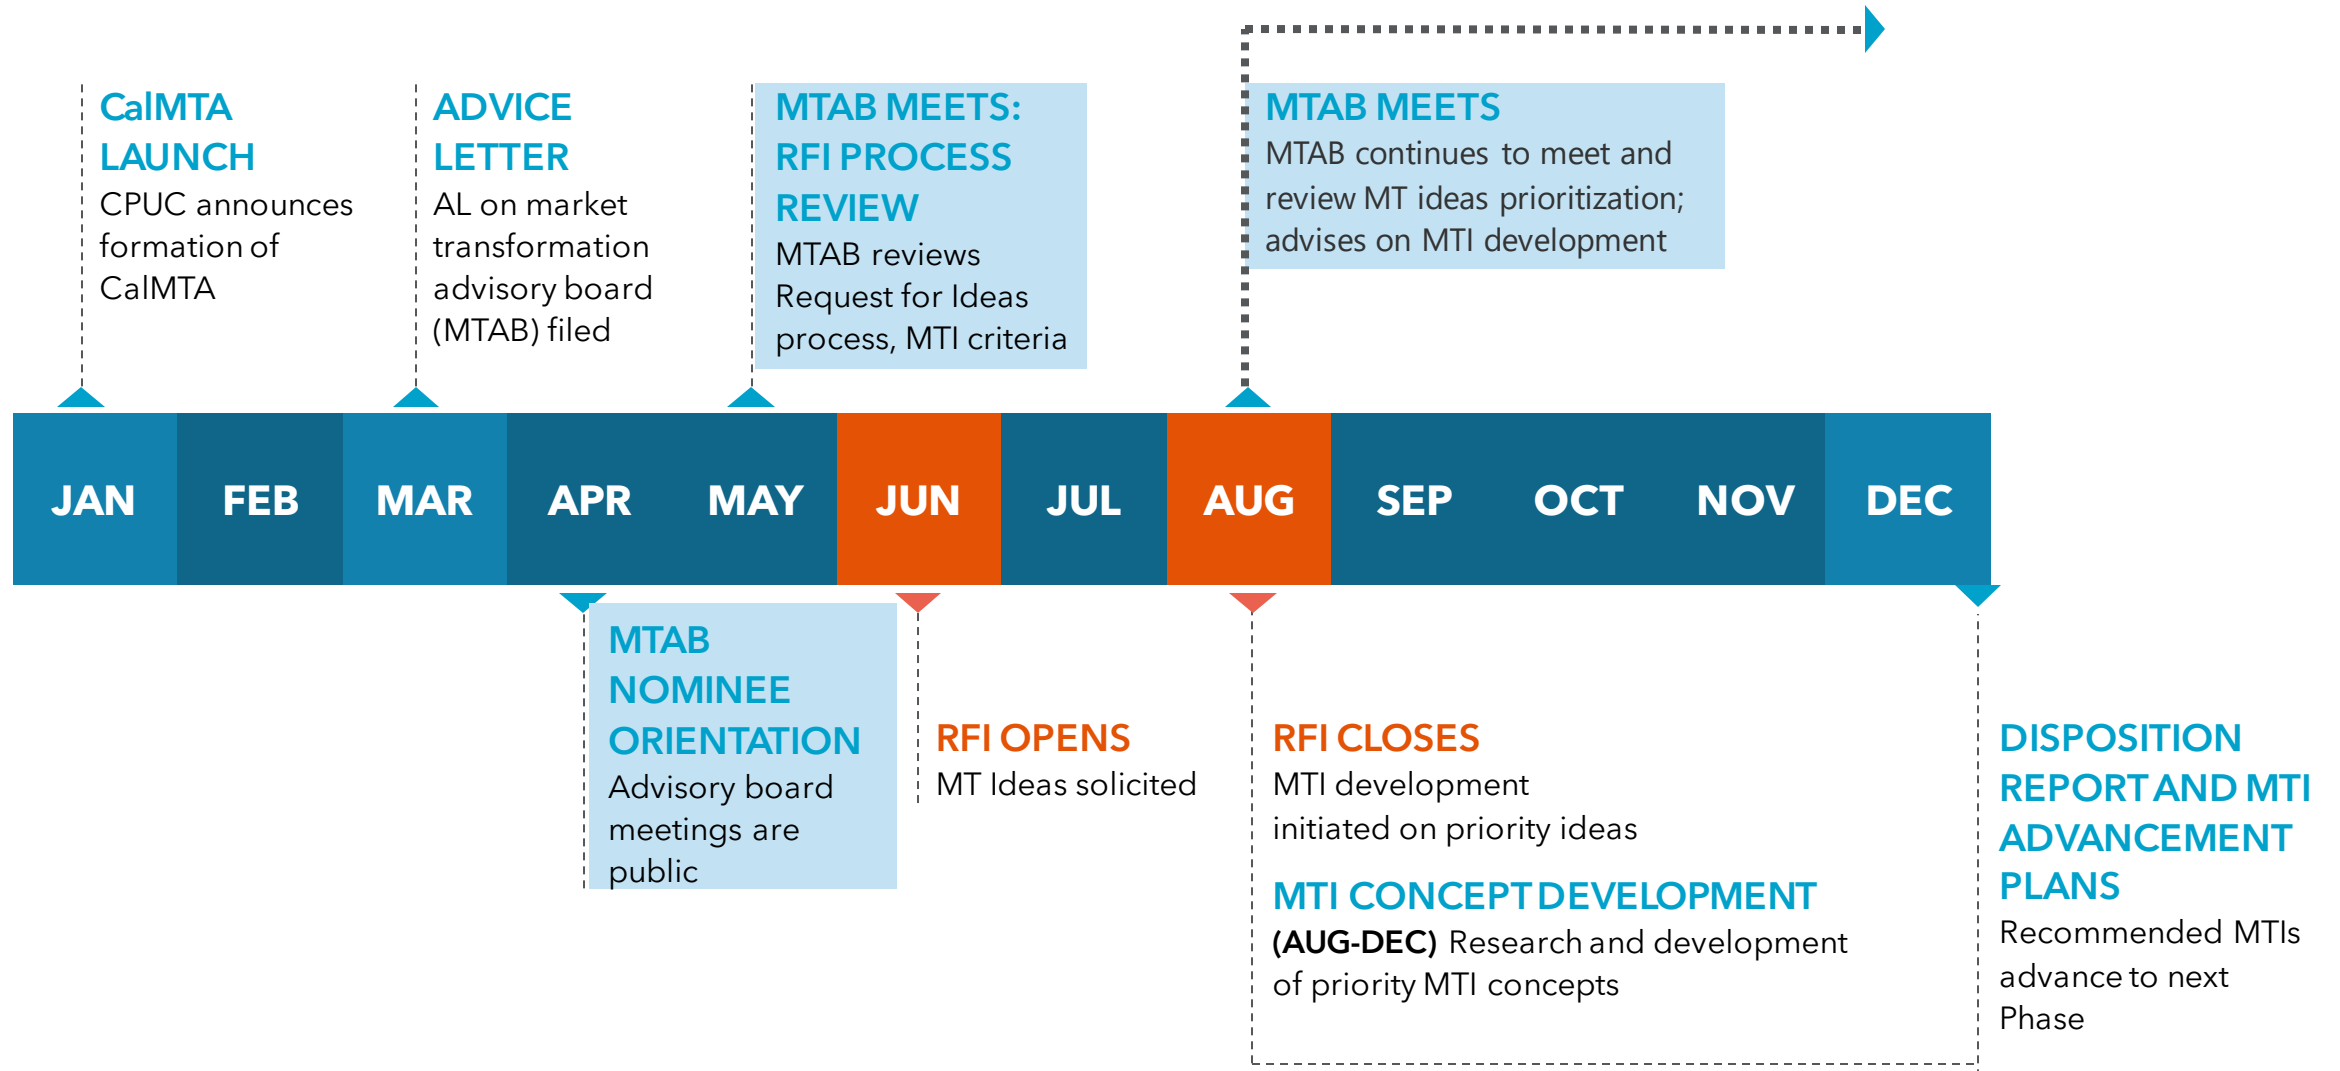 CalMTA
LAUNCH
CPUC announces
formation of
CalMTA
ADVICE
LETTER
AL on market
transformation
advisory board
(MTAB) filed
MTAB MEETS:
RFI PROCESS
REVIEW
MTAB reviews
Request for Ideas
process, MTI criteria
MTAB MEETS
MTAB continues to meet and
review MT ideas prioritization;
advises on MTI development
JAN FEB MAR APR MAY JUN JUL AUG SEP OCT NOV DEC
MTAB
NOMINEE
ORIENTATION
Advisory board
meetings are
public
RFI OPENS
MT Ideas solicited
RFI CLOSES
MTI development
initiated on priority ideas
MTI CONCEPT DEVELOPMENT
(AUG-DEC) Research and development
of priority MTI concepts
DISPOSITION
REPORT AND MTI
ADVANCEMENT
PLANS
Recommended MTIs
advance to next
Phase